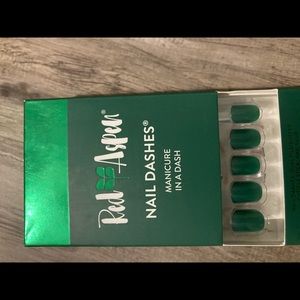 Red Aspen®
NAIL DASHES®
MANICURE
IN A DASH